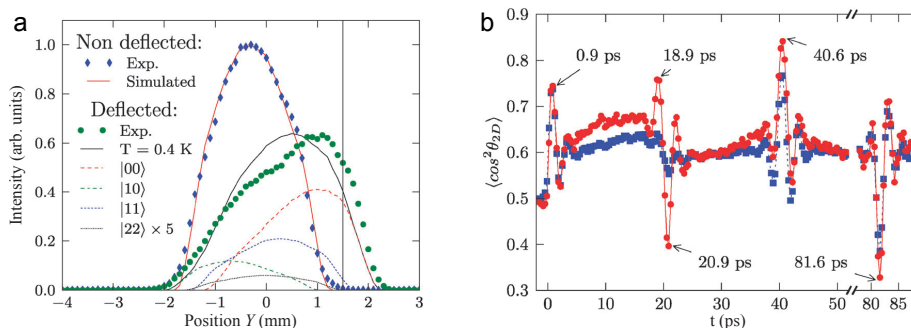 a
Intensity (arb. units)
1.0
0.8
0.6
0.4
0.2
0.0
Non deflected:
Exp.
Simulated
Deflected:
Exp.
T = 0.4 K
|00⟩
|10⟩
|11⟩
|22⟩ × 5
−4 −3 −2 −1 0 1 2 3
Position Y (mm)
b
⟨cos²θ2D⟩
0.9
0.8
0.7
0.6
0.5
0.4
0.3
0.9 ps
18.9 ps
40.6 ps
20.9 ps
81.6 ps
0 10 20 30 40 50 80 85
t (ps)